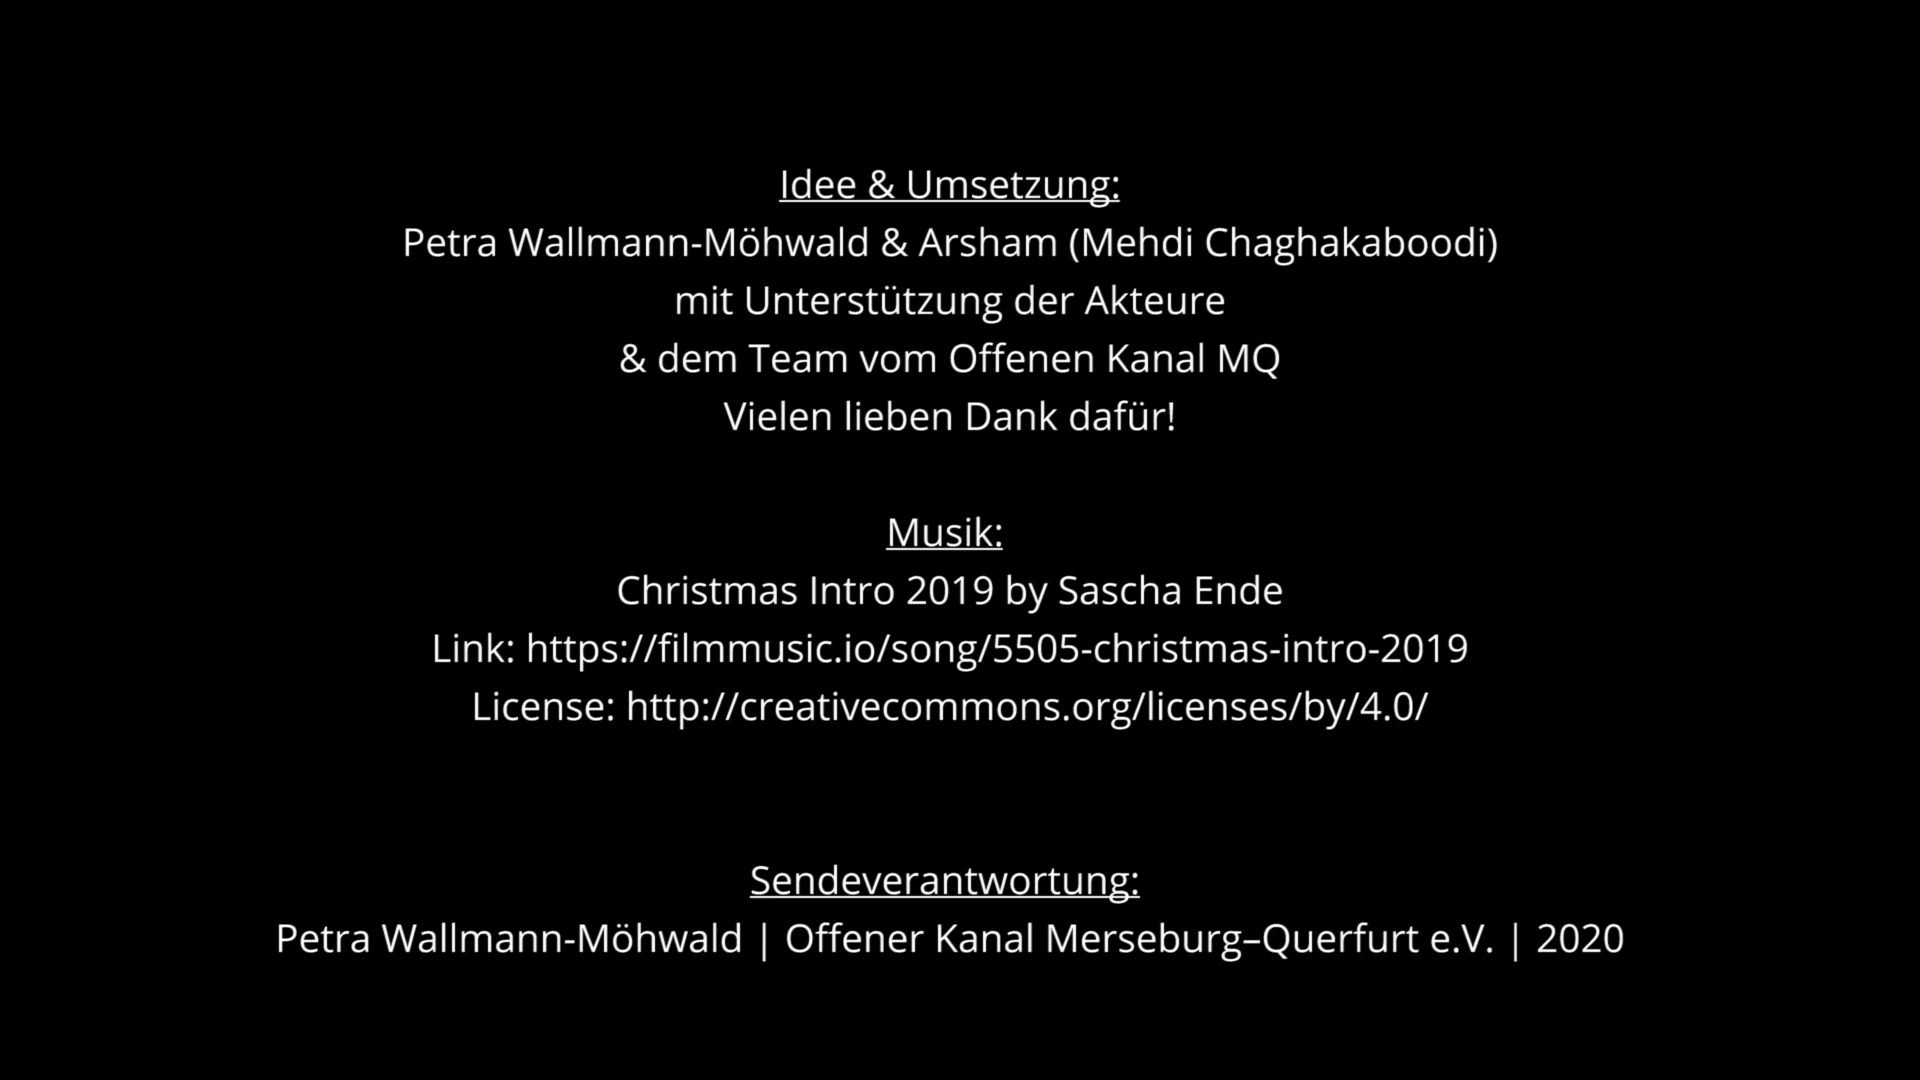 Idee & Umsetzung:
Petra Wallmann-Möhwald & Arsham (Mehdi Chaghakaboodi)
mit Unterstützung der Akteure
& dem Team vom Offenen Kanal MQ
Vielen lieben Dank dafür!
Musik:
Christmas Intro 2019 by Sascha Ende
Link: https://filmmusic.io/song/5505-christmas-intro-2019
License: http://creativecommons.org/licenses/by/4.0/
Sendeverantwortung:
Petra Wallmann-Möhwald | Offener Kanal Merseburg–Querfurt e.V. | 2020